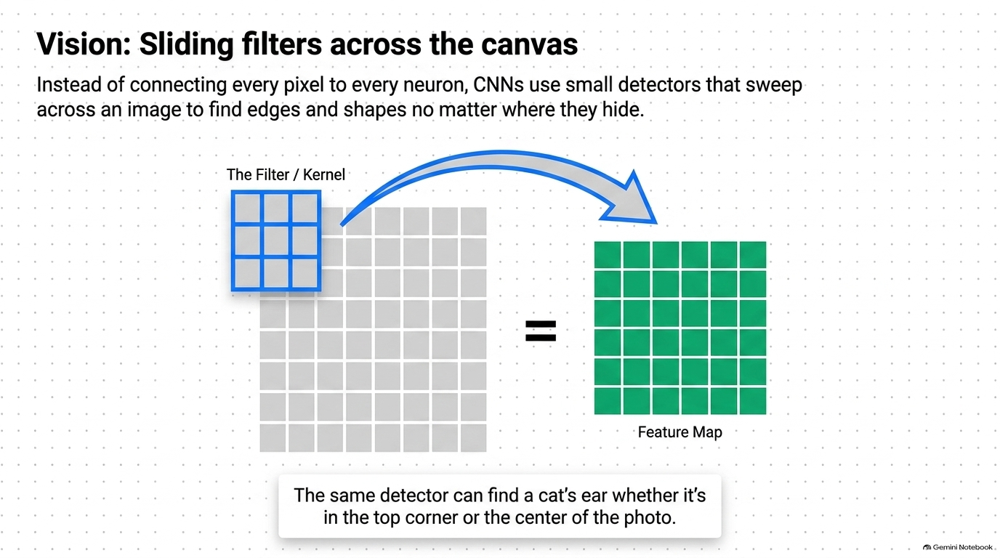 Vision: Sliding filters across the canvas
Instead of connecting every pixel to every neuron, CNNs use small detectors that sweep
across an image to find edges and shapes no matter where they hide.
The Filter / Kernel
=
Feature Map
The same detector can find a cat’s ear whether it’s
in the top corner or the center of the photo.
Gemini Notebook